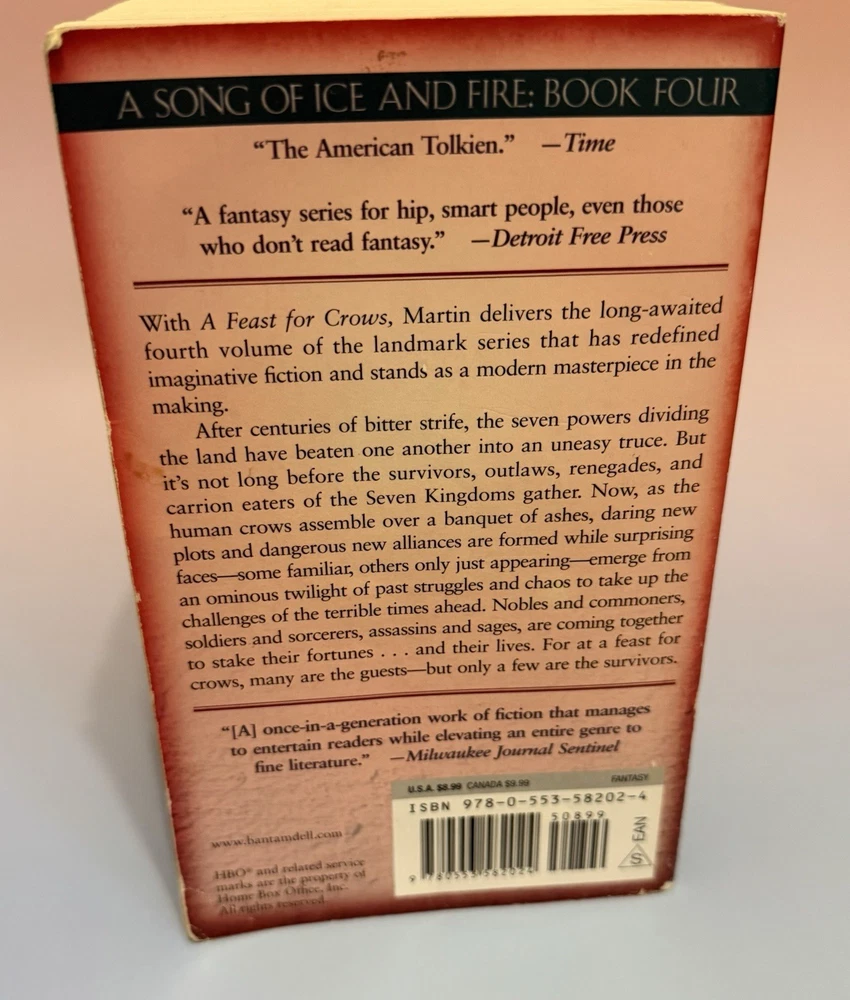 A SONG OF ICE AND FIRE: BOOK FOUR
“The American Tolkien.” —Time
“A fantasy series for hip, smart people, even those
who don’t read fantasy.” —Detroit Free Press
With A Feast for Crows, Martin delivers the long-awaited
fourth volume of the landmark series that has redefined
imaginative fiction and stands as a modern masterpiece in the
making.
After centuries of bitter strife, the seven powers dividing
the land have beaten one another into an uneasy truce. But
it’s not long before the survivors, outlaws, renegades, and
carrion eaters of the Seven Kingdoms gather. Now, as the
human crows assemble over a banquet of ashes, daring new
plots and dangerous new alliances are formed while surprising
faces—some familiar, others only just appearing—emerge from
an ominous twilight of past struggles and chaos to take up the
challenges of the terrible times ahead. Nobles and commoners,
soldiers and sorcerers, assassins and sages, are coming together
to stake their fortunes . . . and their lives. For at a feast for
crows, many are the guests—but only a few are the survivors.
“[A] once-in-a-generation work of fiction that manages
to entertain readers while elevating an entire genre to
fine literature.” —Milwaukee Journal Sentinel
U.S.A. $8.99 CANADA $9.99 FANTASY
ISBN 978-0-553-58202-4
50899
EAN
S
9 780553 582024
www.bantamdell.com
HBO® and related service
marks are the property of
Home Box Office, Inc.
All rights reserved.